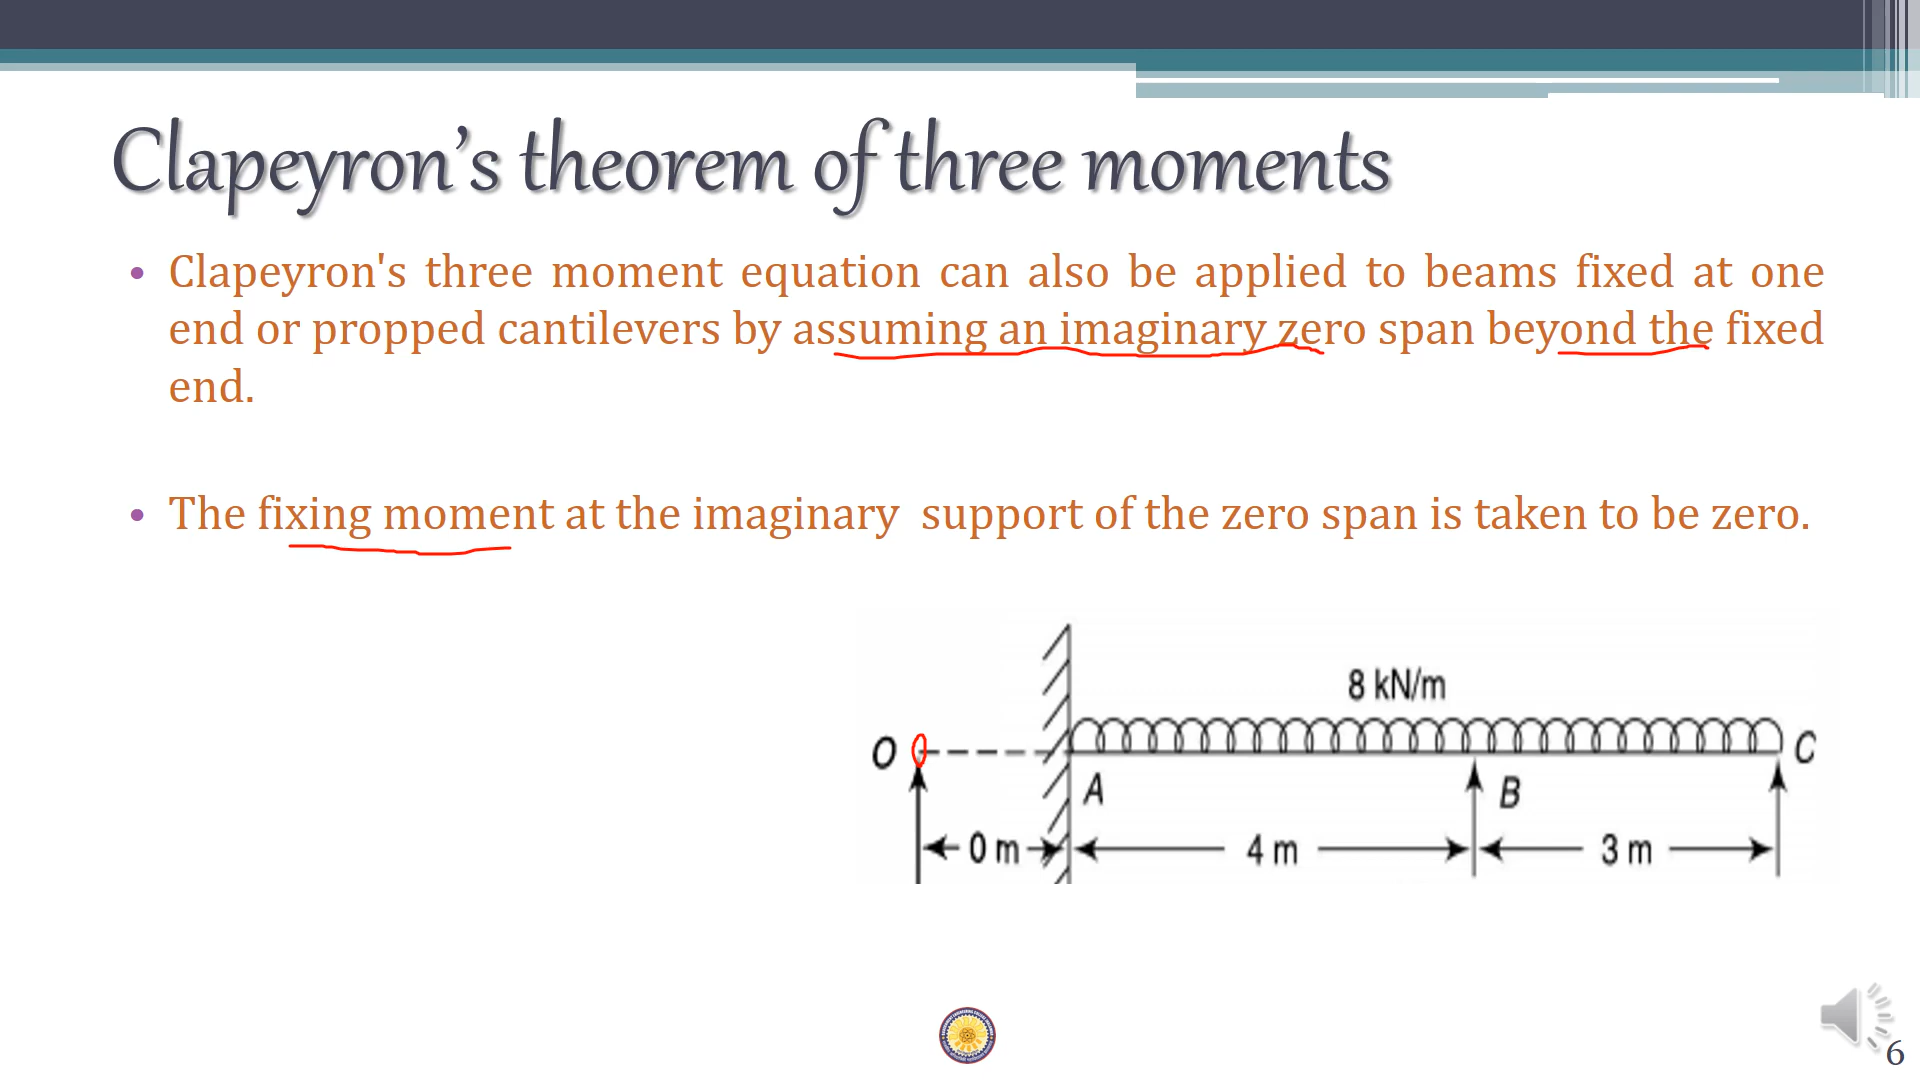 Clapeyron’s theorem of three moments
• Clapeyron's three moment equation can also be applied to beams fixed at one
end or propped cantilevers by assuming an imaginary zero span beyond the fixed
end.
• The fixing moment at the imaginary support of the zero span is taken to be zero.
8 kN/m
O
C
A
B
0 m
4 m
3 m
6